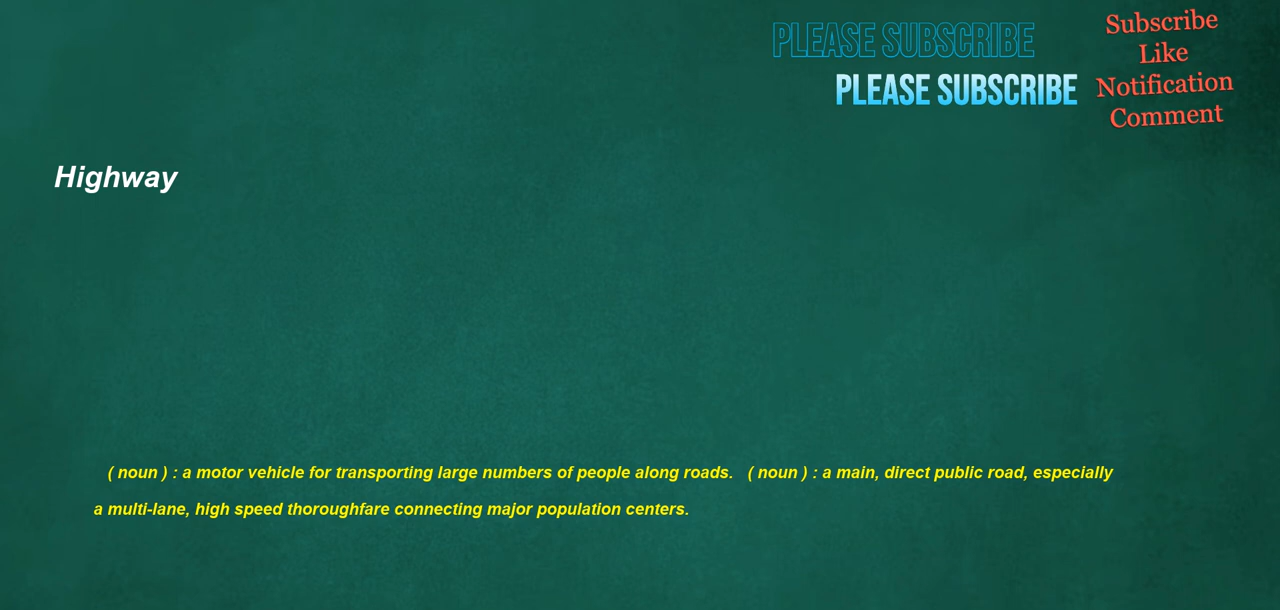 PLEASE SUBSCRIBE
PLEASE SUBSCRIBE
Subscribe
Like
Notification
Comment
Highway
( noun ) : a motor vehicle for transporting large numbers of people along roads. ( noun ) : a main, direct public road, especially
a multi-lane, high speed thoroughfare connecting major population centers.